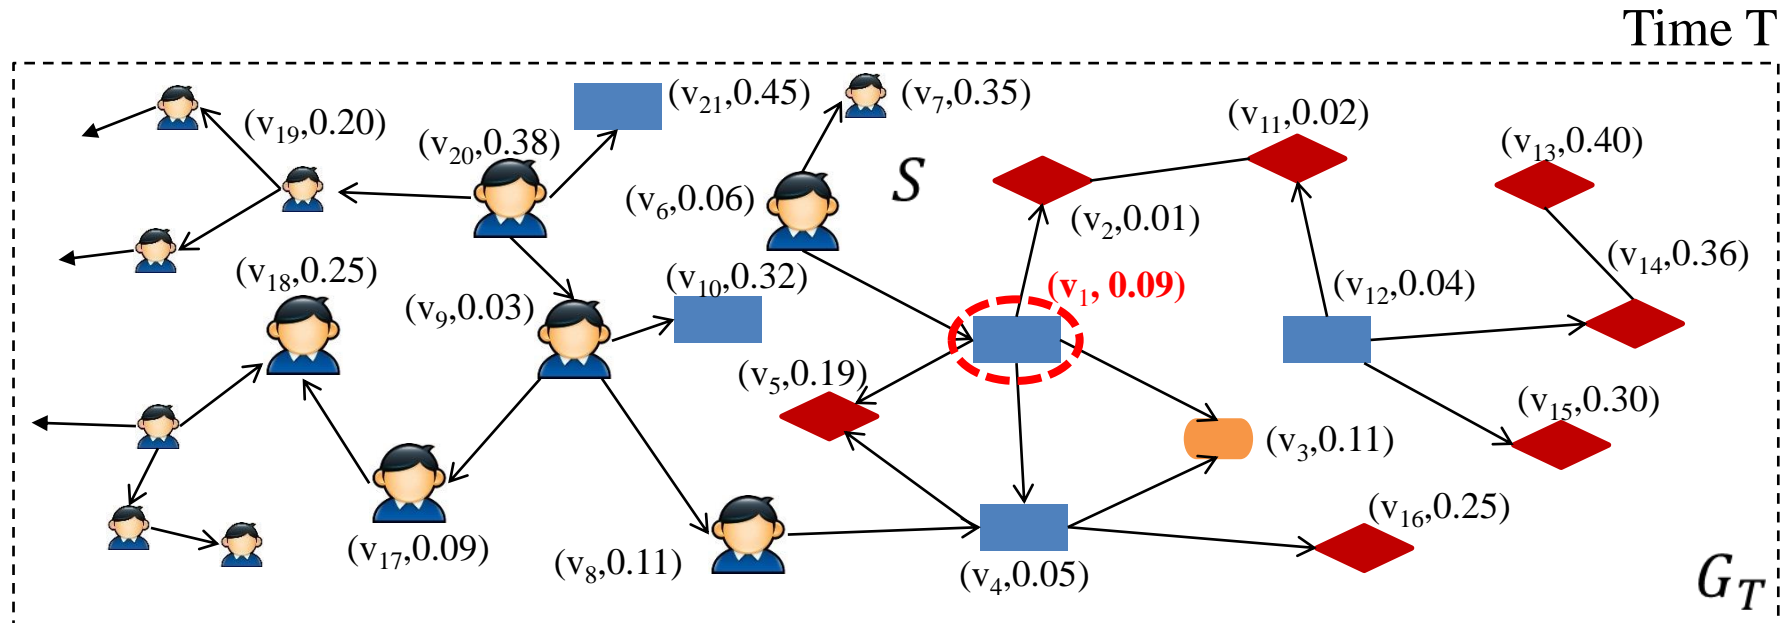 Time T
(v21,0.45)
(v7,0.35)
(v19,0.20)
(v20,0.38)
(v11,0.02)
(v13,0.40)
S
(v6,0.06)
(v2,0.01)
(v18,0.25)
(v10,0.32)
(v14,0.36)
(v1, 0.09)
(v12,0.04)
(v9,0.03)
(v5,0.19)
(v15,0.30)
(v3,0.11)
(v16,0.25)
(v17,0.09)
(v8,0.11)
(v4,0.05)
GT